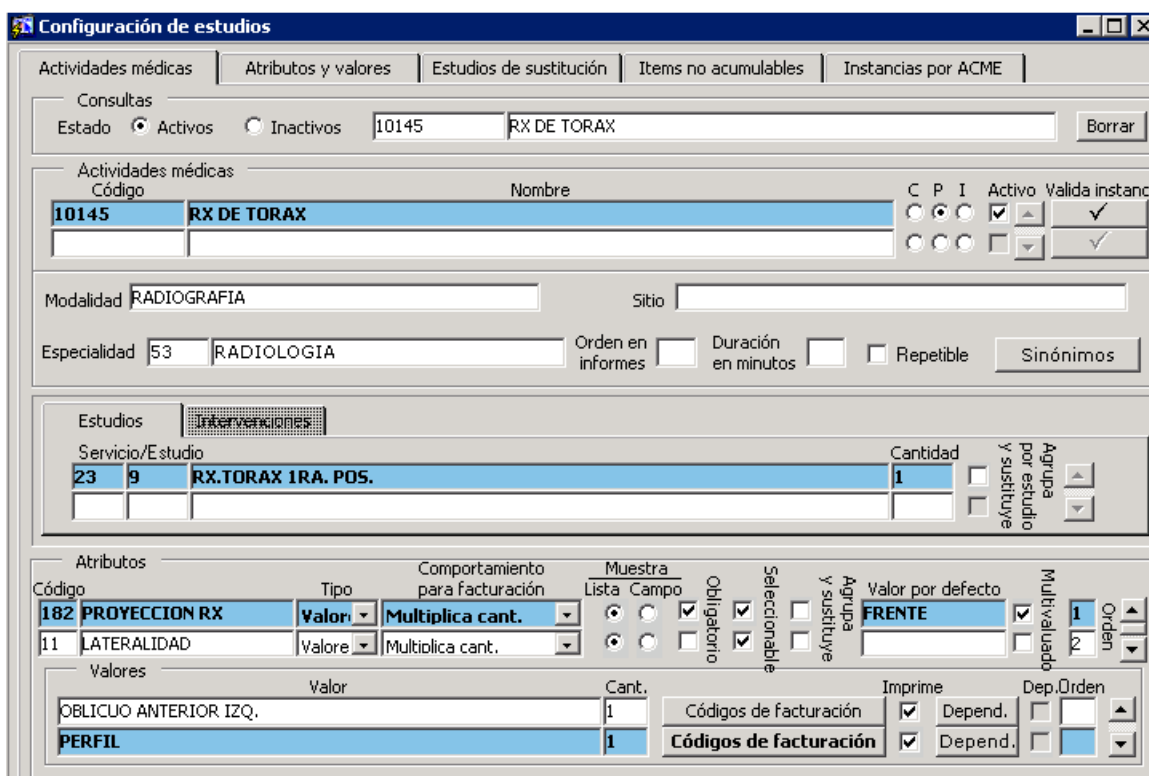 Configuración de estudios
Actividades médicas Atributos y valores Estudios de sustitución Items no acumulables Instancias por ACME
Consultas
Estado Activos Inactivos 10145 RX DE TORAX Borrar
Actividades médicas
Código Nombre C P I Activo Valida instanc
10145 RX DE TORAX
Modalidad RADIOGRAFIA Sitio
Especialidad 53 RADIOLOGIA Orden en informes Duración en minutos Repetible Sinónimos
Estudios Intervenciones
Servicio/Estudio Cantidad Agrupa por estudio y sustituye
23 9 RX.TORAX 1RA. POS. 1
Atributos
Código Tipo Comportamiento para facturación Muestra Lista Campo Obligatorio Seleccionable Agrupa y sustituye Valor por defecto Multivaluado Orden
182 PROYECCION RX Valor Multiplica cant. FRENTE 1
11 LATERALIDAD Valore Multiplica cant. 2
Valores
Valor Cant. Imprime Dep. Orden
OBLICUO ANTERIOR IZQ. 1 Códigos de facturación Depend.
PERFIL 1 Códigos de facturación Depend.